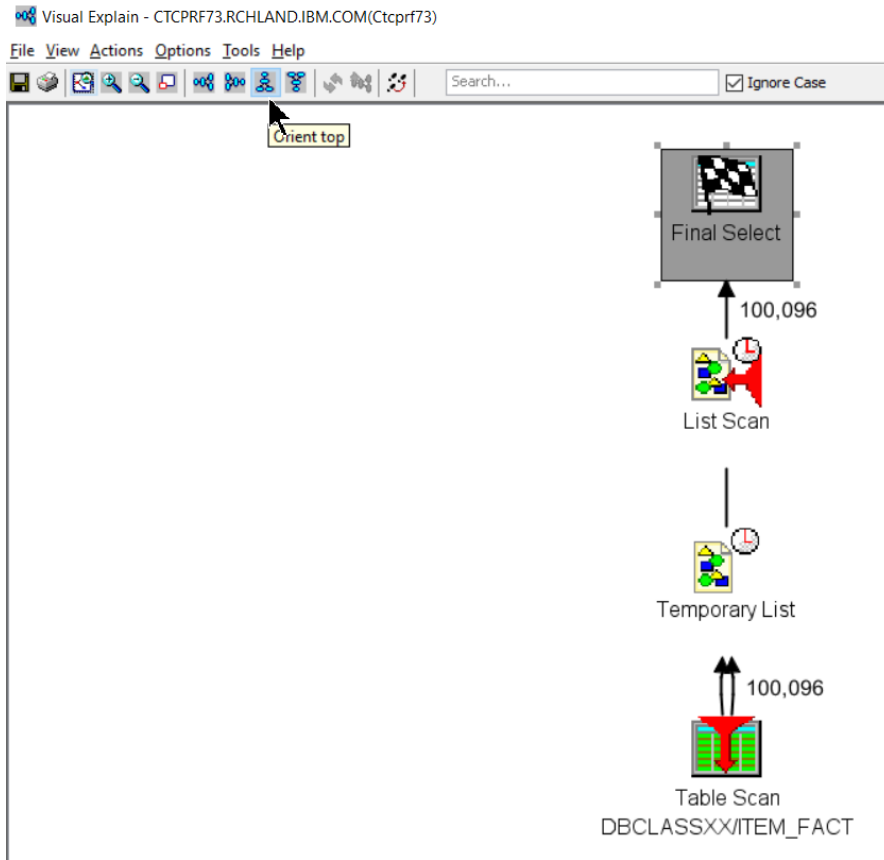 Visual Explain - CTCPRF73.RCHLAND.IBM.COM(Ctcprf73)
File View Actions Options Tools Help
Search...
Ignore Case
Orient top
Final Select
100,096
List Scan
Temporary List
100,096
Table Scan
DBCLASSXX/ITEM_FACT